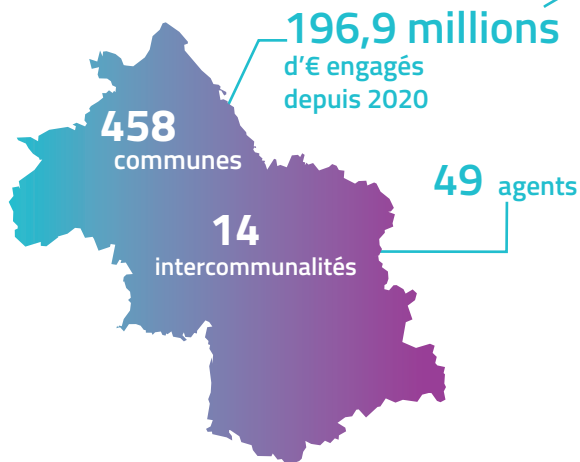 196,9 millions
d'€ engagés
depuis 2020
458
communes
49 agents
14
intercommunalités